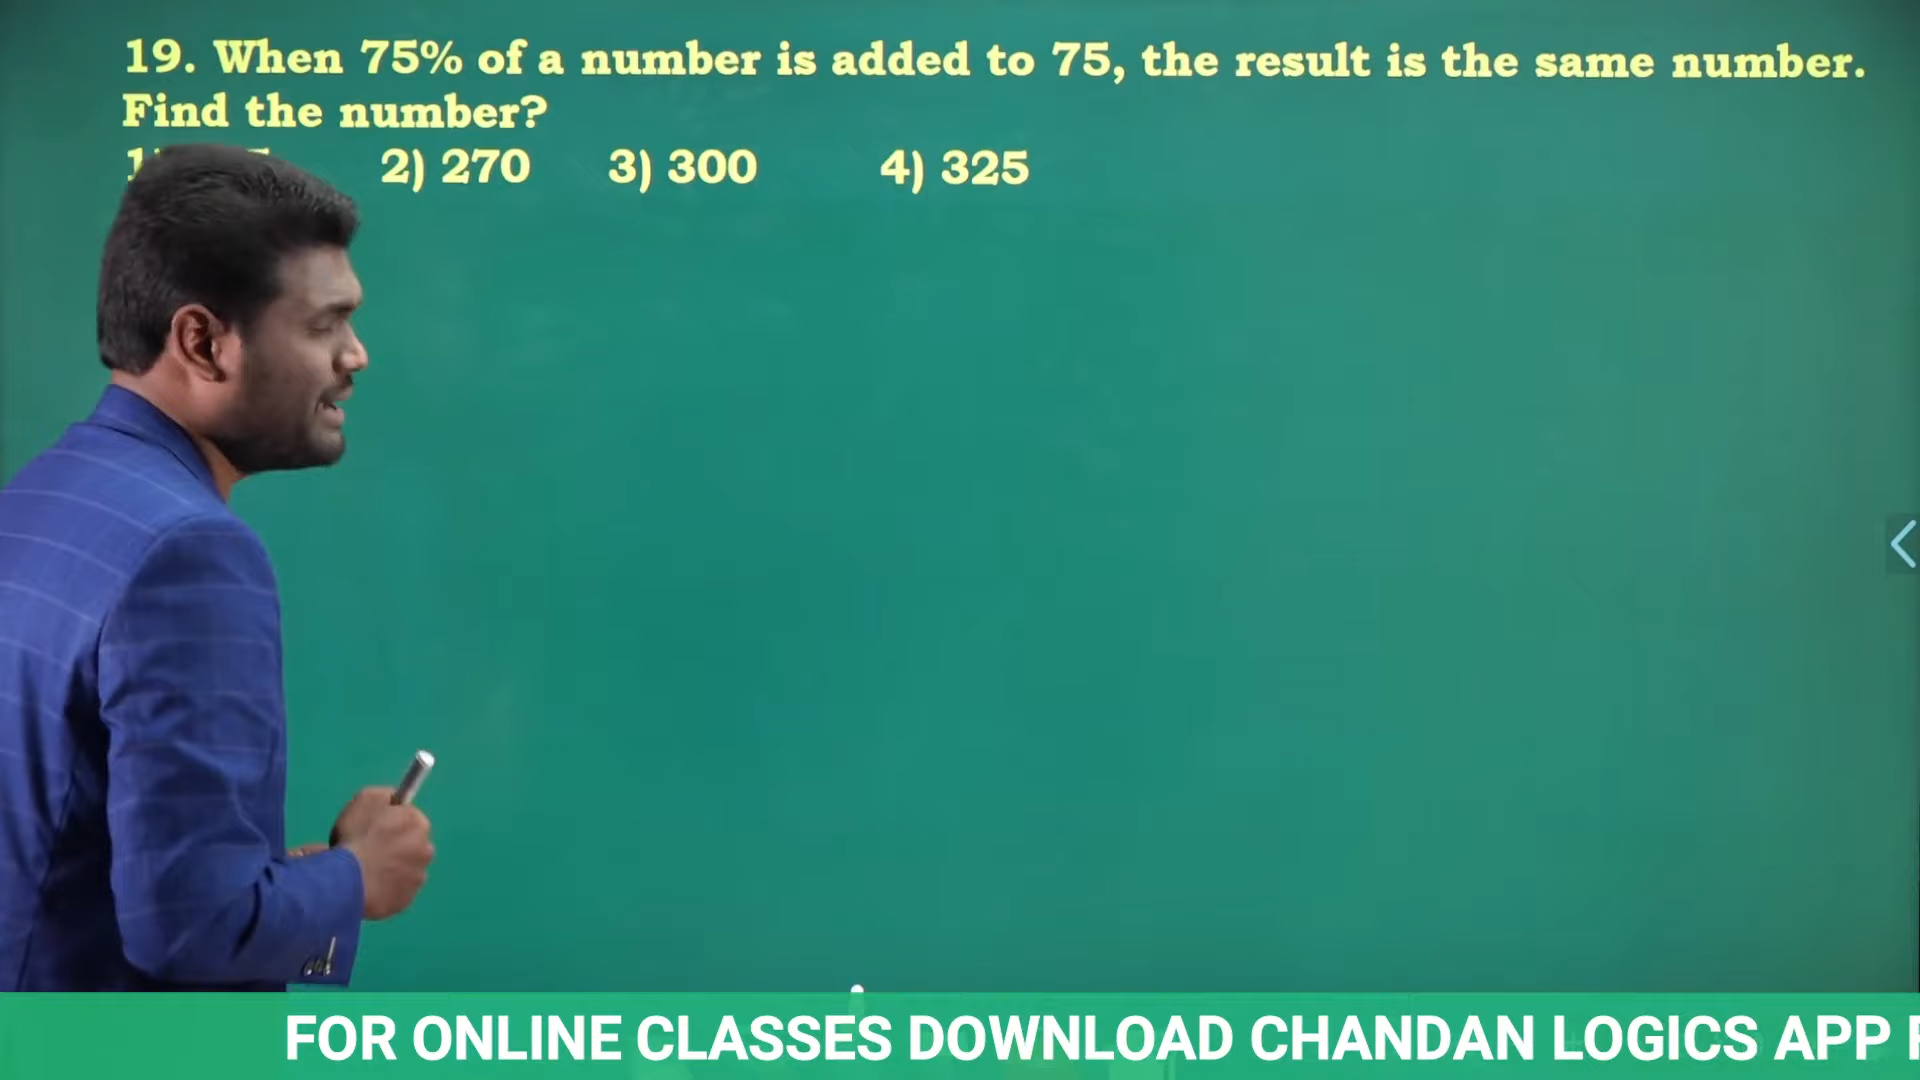 19. When 75% of a number is added to 75, the result is the same number.
Find the number?
2) 270 3) 300 4) 325
FOR ONLINE CLASSES DOWNLOAD CHANDAN LOGICS APP